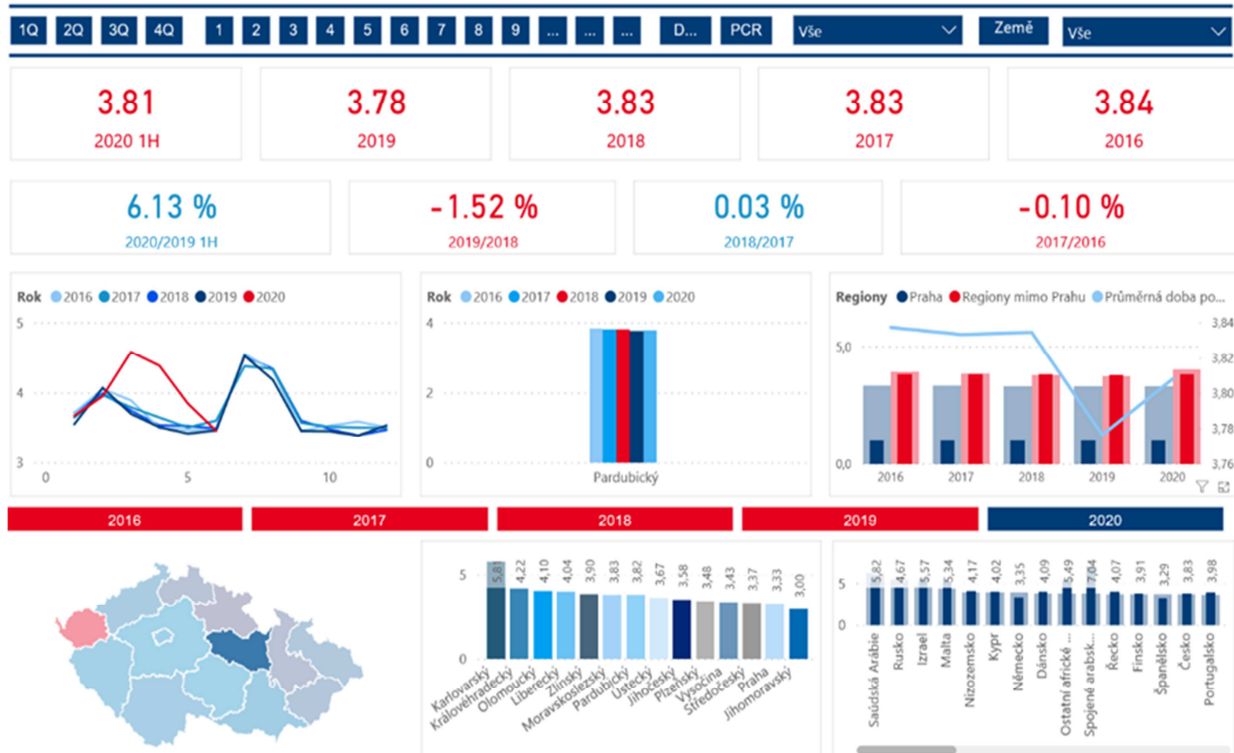 1Q 2Q 3Q 4Q 1 2 3 4 5 6 7 8 9 ... ... ... D... PCR Vše Země Vše
3.81 3.78 3.83 3.83 3.84
2020 1H 2019 2018 2017 2016
6.13 % -1.52 % 0.03 % -0.10 %
2020/2019 1H 2019/2018 2018/2017 2017/2016
Rok 2016 2017 2018 2019 2020
5
4
3
0 5 10
Rok 2016 2017 2018 2019 2020
4
2
0
Pardubický
Regiony Praha Regiony mimo Prahu Průměrná doba po...
3,84
5,0
3,82
3,80
3,78
0,0 3,76
2016 2017 2018 2019 2020
2016 2017 2018 2019 2020
5
0
5,81 4,22 4,10 4,04 3,90 3,83 3,82 3,67 3,58 3,48 3,43 3,37 3,33 3,00
Karlovarský
Královéhradecký
Olomoucký
Liberecký
Zlínský
Moravskoslezský
Pardubický
Ústecký
Jihočeský
Plzeňský
Vysočina
Středočeský
Praha
Jihomoravský
5
0
5,82 4,67 5,57 5,34 4,17 4,02 3,35 4,09 5,49 7,04 4,07 3,91 3,29 3,83 3,98
Saúdská Arábie
Rusko
Izrael
Malta
Nizozemsko
Kypr
Německo
Dánsko
Ostatní africké ...
Spojené arabsk...
Řecko
Finsko
Španělsko
Česko
Portugalsko